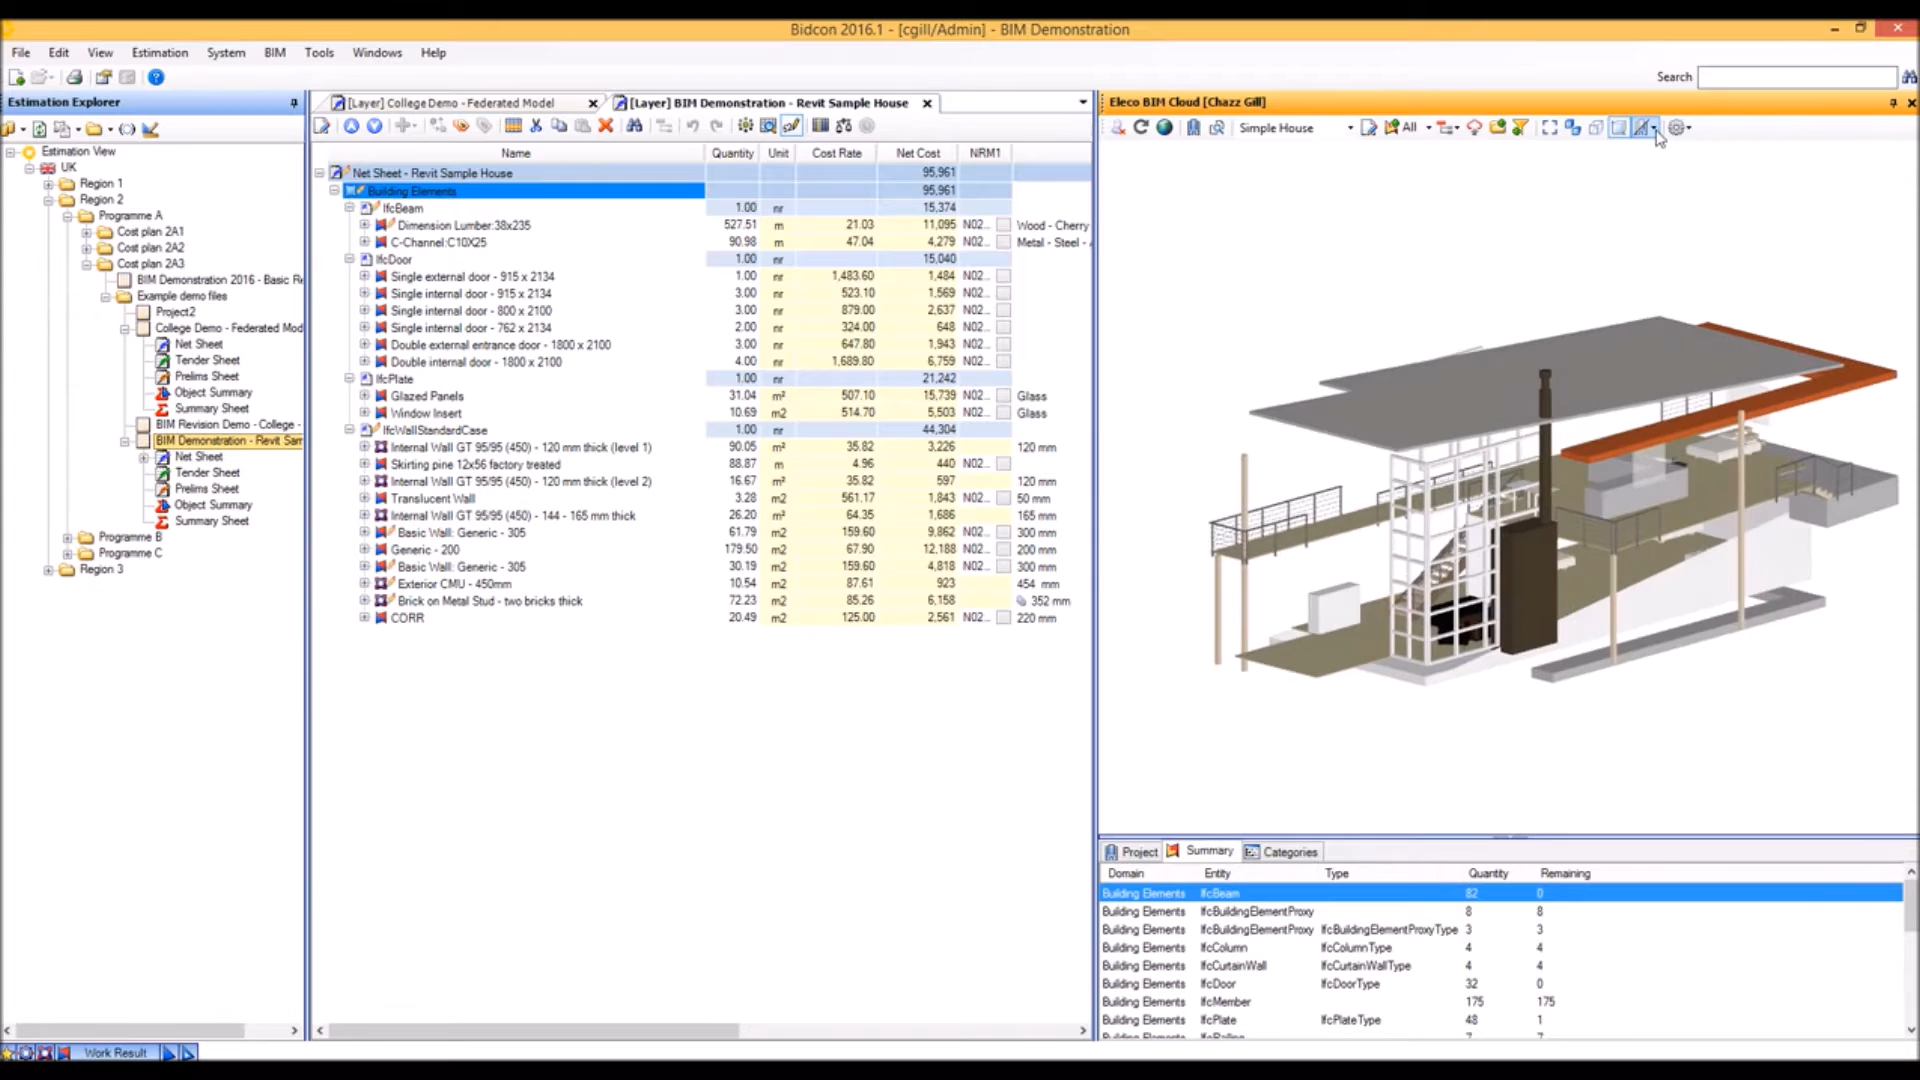 Bidcon 2016.1 - [cgill/Admin] - BIM Demonstration
File Edit View Estimation System BIM Tools Windows Help
Search
Estimation Explorer
Estimation View
UK
Region 1
Region 2
Programme A
Cost plan 2A1
Cost plan 2A2
Cost plan 2A3
BIM Demonstration 2016 - Basic Re
Example demo files
Project2
College Demo - Federated Mod
Net Sheet
Tender Sheet
Prelims Sheet
Object Summary
Summary Sheet
BIM Revision Demo - College -
BIM Demonstration - Revit Sam
Net Sheet
Tender Sheet
Prelims Sheet
Object Summary
Summary Sheet
Programme B
Programme C
Region 3
[Layer] College Demo - Federated Model [Layer] BIM Demonstration - Revit Sample House
Name Quantity Unit Cost Rate Net Cost NRM1
Net Sheet - Revit Sample House 95,961
Building Elements 95,961
IfcBeam 1.00 nr 15,374
Dimension Lumber:38x235 527.51 m 21.03 11,095 N02... Wood - Cherry
C-Channel:C10X25 90.98 m 47.04 4,279 N02... Metal - Steel -
IfcDoor 1.00 nr 15,040
Single external door - 915 x 2134 1.00 nr 1,483.60 1,484 N02...
Single internal door - 915 x 2134 3.00 nr 523.10 1,569 N02...
Single internal door - 800 x 2100 3.00 nr 879.00 2,637 N02...
Single internal door - 762 x 2134 2.00 nr 324.00 648 N02...
Double external entrance door - 1800 x 2100 3.00 nr 647.80 1,943 N02...
Double internal door - 1800 x 2100 4.00 nr 1,689.80 6,759 N02...
IfcPlate 1.00 nr 21,242
Glazed Panels 31.04 m² 507.10 15,739 N02... Glass
Window Insert 10.69 m2 514.70 5,503 N02... Glass
IfcWallStandardCase 1.00 nr 44,304
Internal Wall GT 95/95 (450) - 120 mm thick (level 1) 90.05 m² 35.82 3,226 120 mm
Skirting pine 12x56 factory treated 88.87 m 4.96 440 N02...
Internal Wall GT 95/95 (450) - 120 mm thick (level 2) 16.67 m² 35.82 597 120 mm
Translucent Wall 3.28 m2 561.17 1,843 N02... 50 mm
Internal Wall GT 95/95 (450) - 144 - 165 mm thick 26.20 m² 64.35 1,686 165 mm
Basic Wall: Generic - 305 61.79 m2 159.60 9,862 N02... 300 mm
Generic - 200 179.50 m2 67.90 12,188 N02... 200 mm
Basic Wall: Generic - 305 30.19 m2 159.60 4,818 N02... 300 mm
Exterior CMU - 450mm 10.54 m2 87.61 923 454 mm
Brick on Metal Stud - two bricks thick 72.23 m2 85.26 6,158 352 mm
CORR 20.49 m2 125.00 2,561 N02... 220 mm
Eleco BIM Cloud [Chazz Gill]
Simple House All
Project Summary Categories
Domain Entity Type Quantity Remaining
Building Elements IfcBeam 82 0
Building Elements IfcBuildingElementProxy 8 8
Building Elements IfcBuildingElementProxy IfcBuildingElementProxyType 3 3
Building Elements IfcColumn IfcColumnType 4 4
Building Elements IfcCurtainWall IfcCurtainWallType 4 4
Building Elements IfcDoor IfcDoorType 32 0
Building Elements IfcMember 175 175
Building Elements IfcPlate IfcPlateType 48 1
Building Elements IfcRailing 7 7
Work Result